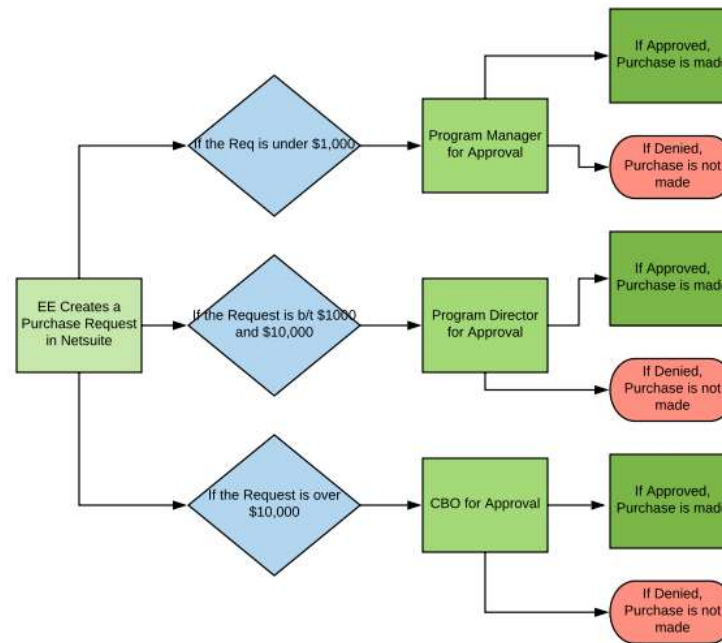 If Approved,
Purchase is made
If the Req is under $1,000
Program Manager
for Approval
If Denied,
Purchase is not
made
If Approved,
Purchase is made
EE Creates a
Purchase Request
in Netsuite
If the Request is b/t $1000
and $10,000
Program Director
for Approval
If Denied,
Purchase is not
made
If the Request is over
$10,000
CBO for Approval
If Approved,
Purchase is made
If Denied,
Purchase is not
made